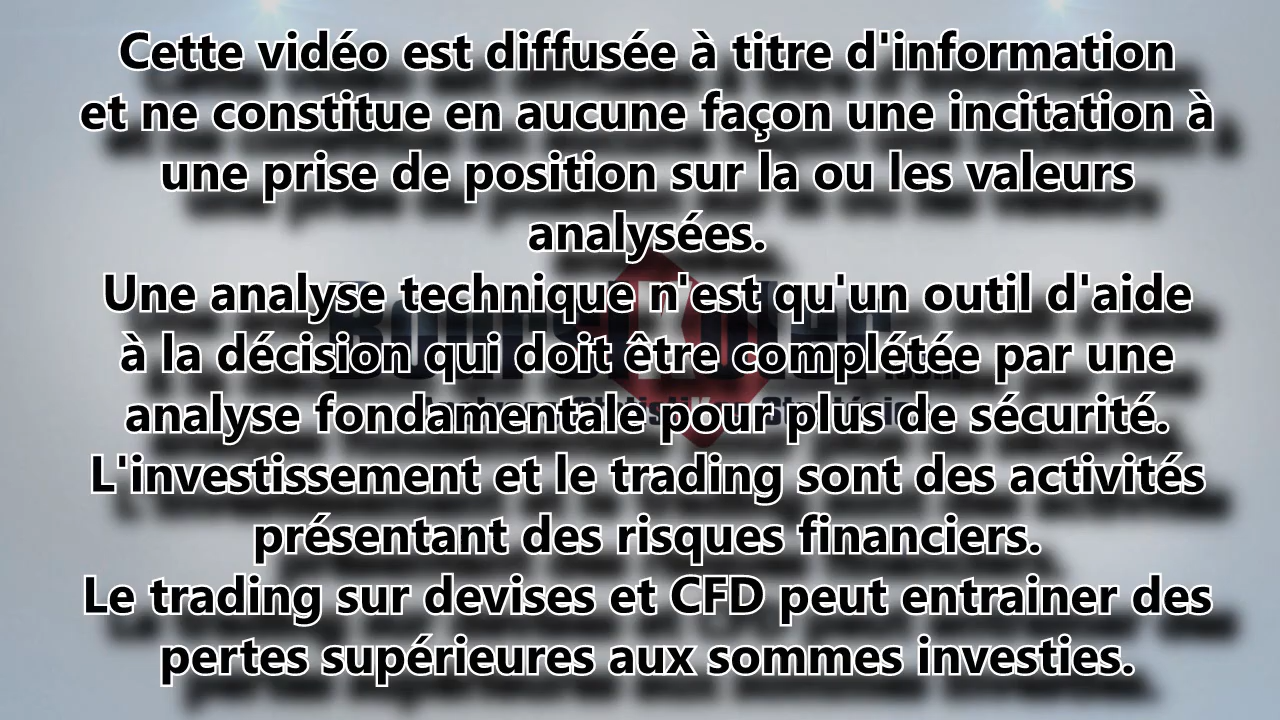 Cette vidéo est diffusée à titre d'information
et ne constitue en aucune façon une incitation à
une prise de position sur la ou les valeurs
analysées.
Une analyse technique n'est qu'un outil d'aide
à la décision qui doit être complétée par une
analyse fondamentale pour plus de sécurité.
L'investissement et le trading sont des activités
présentant des risques financiers.
Le trading sur devises et CFD peut entrainer des
pertes supérieures aux sommes investies.